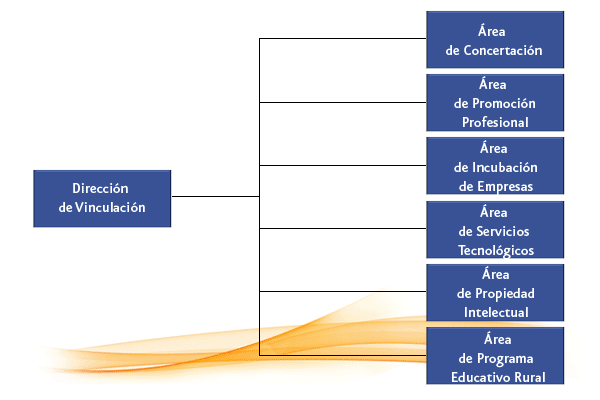 Dirección
de Vinculación
Área
de Concertación
Área
de Promoción
Profesional
Área
de Incubación
de Empresas
Área
de Servicios
Tecnológicos
Área
de Propiedad
Intelectual
Área
de Programa
Educativo Rural